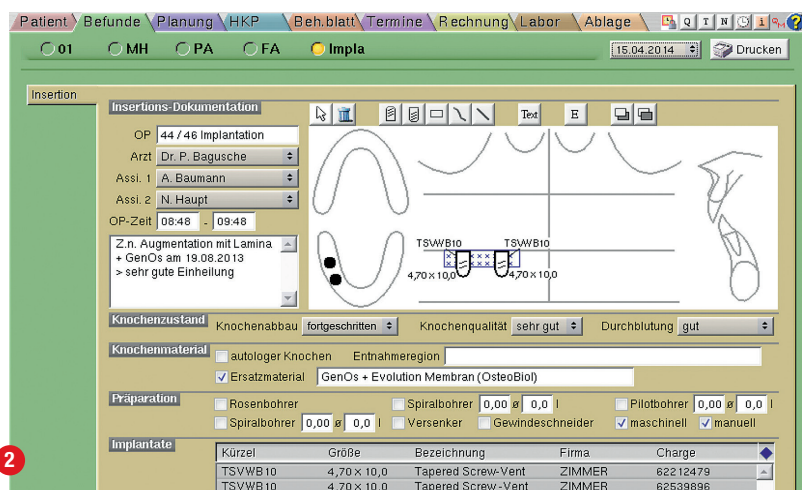 Patient Befunde Planung HKP Beh.blatt Termine Rechnung Labor Ablage Q T N i
01 MH PA FA Impla 15.04.2014 Drucken
Insertion
Insertions-Dokumentation
Text E
OP 44 / 46 Implantation
Arzt Dr. P. Bagusche
Assi. 1 A. Baumann
Assi. 2 N. Haupt
OP-Zeit 08:48 - 09:48
Z.n. Augmentation mit Lamina
+ GenOs am 19.08.2013
> sehr gute Einheilung
TSVWB10 TSVWB10
4,70 x 10,0 4,70 x 10,0
Knochenzustand Knochenabbau fortgeschritten Knochenqualität sehr gut Durchblutung gut
Knochenmaterial autologer Knochen Entnahmeregion
Ersatzmaterial GenOs + Evolution Membran (OsteoBiol)
Präparation Rosenbohrer Spiralbohrer 0,00 ø 0,0 l Pilotbohrer 0,00 ø 0,0 l
Spiralbohrer 0,00 ø 0,0 l Versenker Gewindeschneider maschinell manuell
Implantate
2
Kürzel Größe Bezeichnung Firma Charge
TSVWB10 4,70 x 10,0 Tapered Screw-Vent ZIMMER 62212479
TSVWB10 4,70 x 10,0 Tapered Screw-Vent ZIMMER 62539896